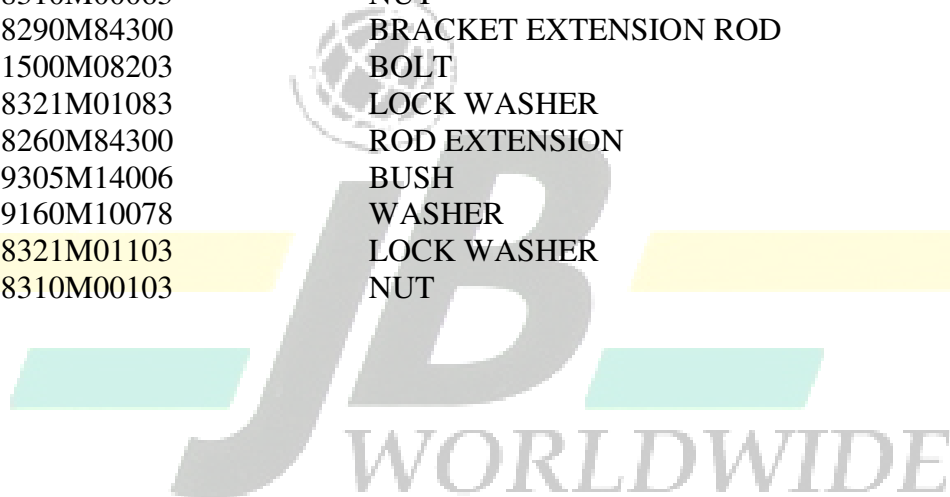 8290M84300 BRACKET EXTENSION ROD
1500M08203 BOLT
8321M01083 LOCK WASHER
8260M84300 ROD EXTENSION
9305M14006 BUSH
9160M10078 WASHER
8321M01103 LOCK WASHER
8310M00103 NUT
JB
WORLDWIDE